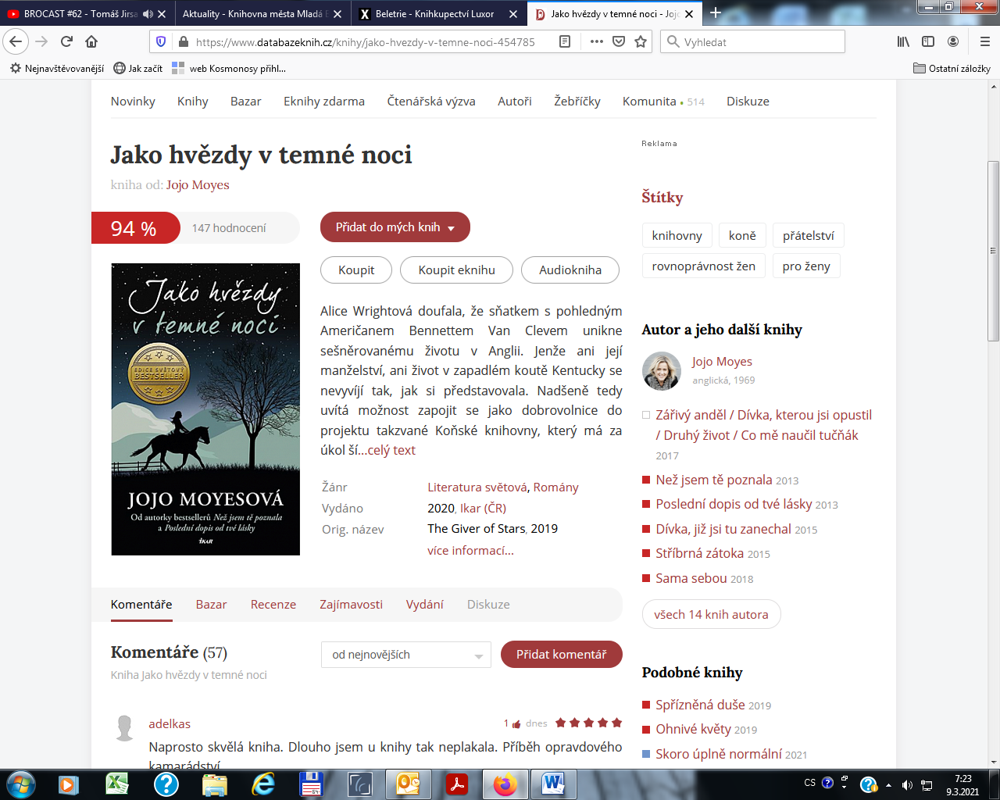 BROCAST #62 - Tomáš Jirsa
Aktuality - Knihovna města Mladá B
Beletrie - Knihkupectví Luxor
Jako hvězdy v temné noci - Jojo
https://www.databazeknih.cz/knihy/jako-hvezdy-v-temne-noci-454785
Vyhledat
Nejnavštěvovanější
Jak začít
web Kosmonosy přihl...
Ostatní záložky
Novinky Knihy Bazar Eknihy zdarma Čtenářská výzva Autoři Žebříčky Komunita • 514 Diskuze
Jako hvězdy v temné noci
kniha od: Jojo Moyes
94 % 147 hodnocení
Přidat do mých knih
Koupit Koupit eknihu Audiokniha
Jako hvězdy
v temné noci
EDICE SVĚTOVÝ
BESTSELLER
JOJO MOYESOVÁ
Od autorky bestsellerů Než jsem tě poznala
a Poslední dopis od tvé lásky
IKAR
Alice Wrightová doufala, že sňatkem s pohledným
Američanem Bennettem Van Clevem unikne
sešněrovanému životu v Anglii. Jenže ani její
manželství, ani život v zapadlém koutě Kentucky se
nevyvíjí tak, jak si představovala. Nadšeně tedy
uvítá možnost zapojit se jako dobrovolnice do
projektu takzvané Koňské knihovny, který má za
úkol ší...celý text
Žánr Literatura světová, Romány
Vydáno 2020, Ikar (ČR)
Orig. název The Giver of Stars, 2019
více informací...
Komentáře Bazar Recenze Zajímavosti Vydání Diskuze
Komentáře (57)
od nejnovějších
Přidat komentář
Kniha Jako hvězdy v temné noci
adelkas 1 dnes
Naprosto skvělá kniha. Dlouho jsem u knihy tak neplakala. Příběh opravdového
kamarádství
Reklama
Štítky
knihovny koně přátelství
rovnoprávnost žen pro ženy
Autor a jeho další knihy
Jojo Moyes
anglická, 1969
Zářivý anděl / Dívka, kterou jsi opustil
/ Druhý život / Co mě naučil tučňák
2017
Než jsem tě poznala 2013
Poslední dopis od tvé lásky 2013
Dívka, již jsi tu zanechal 2015
Stříbrná zátoka 2015
Sama sebou 2018
všech 14 knih autora
Podobné knihy
Spřízněná duše 2019
Ohnivé květy 2019
Skoro úplně normální 2021
CS
7:23
9.3.2021